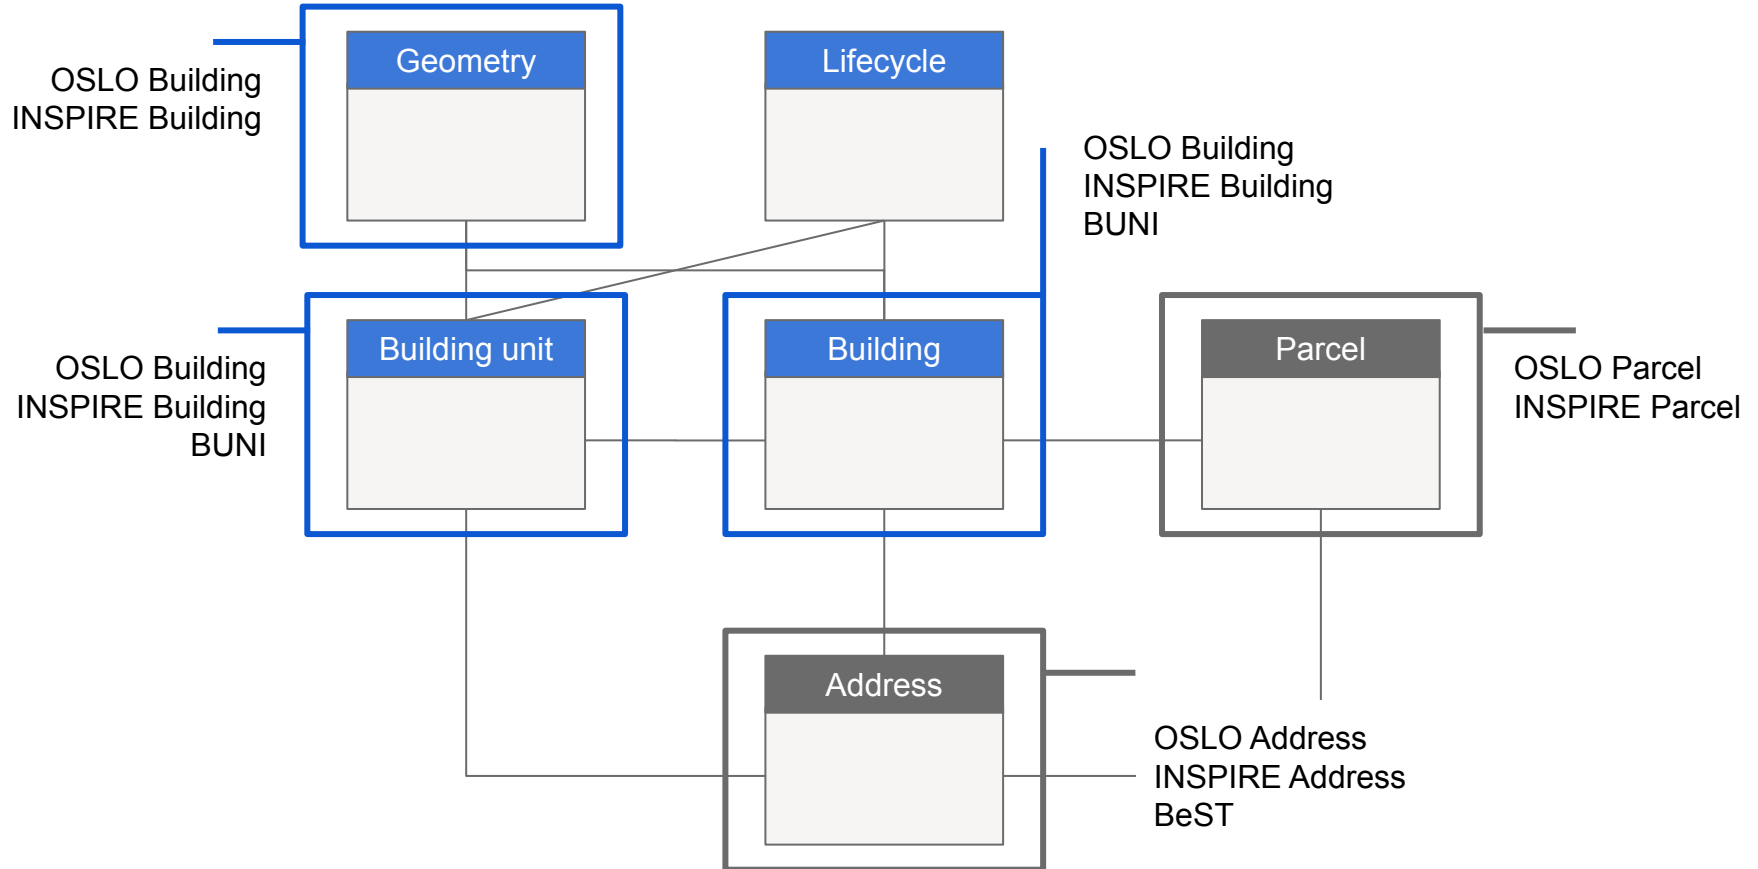 Geometry
Lifecycle
OSLO Building
INSPIRE Building
OSLO Building
INSPIRE Building
BUNI
Building unit
Building
Parcel
OSLO Building
INSPIRE Building
BUNI
OSLO Parcel
INSPIRE Parcel
Address
OSLO Address
INSPIRE Address
BeST